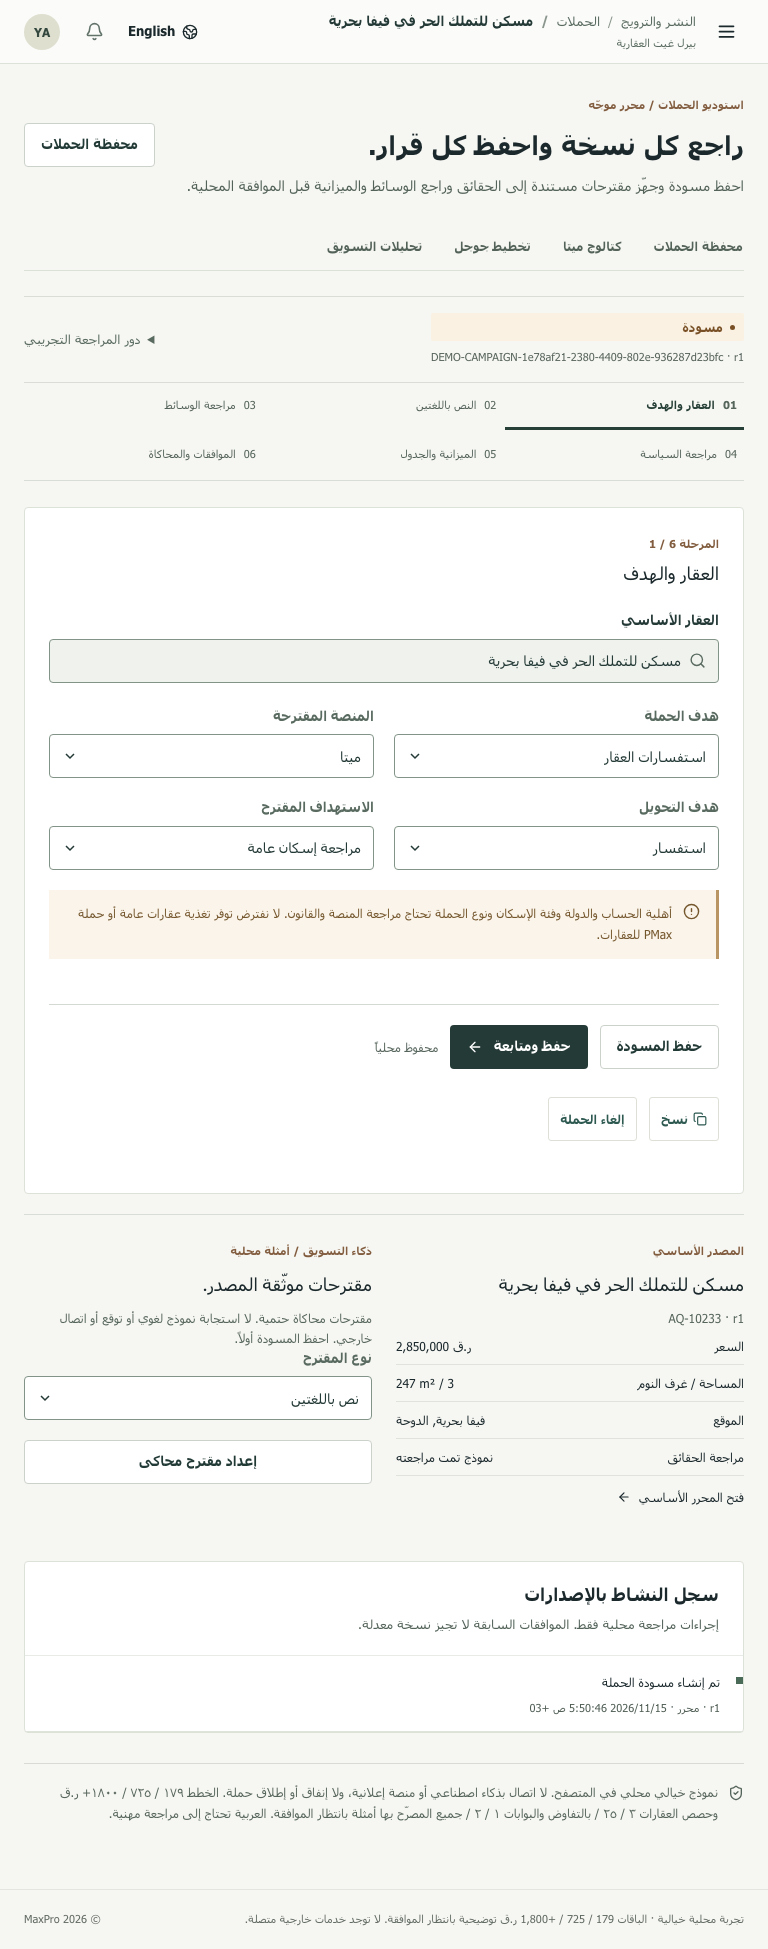 النشر والترويج / الحملات / مسكن للتملك الحر في فيفا بحرية
بيرل غيت العقارية
English
YA
استوديو الحملات / محرر موجّه
راجع كل نسخة واحفظ كل قرار.
محفظة الحملات
احفظ مسودة وجهّز مقترحات مستندة إلى الحقائق وراجع الوسائط والميزانية قبل الموافقة المحلية.
محفظة الحملات
كتالوج ميتا
تخطيط جوجل
تحليلات التسويق
مسودة
DEMO-CAMPAIGN-1e78af21-2380-4409-802e-936287d23bfc · r1
دور المراجعة التجريبي
01 العقار والهدف
02 النص باللغتين
03 مراجعة الوسائط
04 مراجعة السياسة
05 الميزانية والجدول
06 الموافقات والمحاكاة
المرحلة 6 / 1
العقار والهدف
العقار الأساسي
مسكن للتملك الحر في فيفا بحرية
هدف الحملة
المنصة المقترحة
استفسارات العقار
ميتا
هدف التحويل
الاستهداف المقترح
استفسار
مراجعة إسكان عامة
أهلية الحساب والدولة وفئة الإسكان ونوع الحملة تحتاج مراجعة المنصة والقانون. لا نفترض توفر تغذية عقارات عامة أو حملة
PMax للعقارات.
حفظ المسودة
حفظ ومتابعة
محفوظ محلياً
نسخ
إلغاء الحملة
المصدر الأساسي
مسكن للتملك الحر في فيفا بحرية
AQ-10233 · r1
السعر
2,850,000 ر.ق
المساحة / غرف النوم
247 m² / 3
الموقع
فيفا بحرية, الدوحة
مراجعة الحقائق
نموذج تمت مراجعته
فتح المحرر الأساسي
ذكاء التسويق / أمثلة محلية
مقترحات موثّقة المصدر.
مقترحات محاكاة حتمية. لا استجابة نموذج لغوي أو توقع أو اتصال
خارجي. احفظ المسودة أولاً.
نوع المقترح
نص باللغتين
إعداد مقترح محاكى
سجل النشاط بالإصدارات
إجراءات مراجعة محلية فقط. الموافقات السابقة لا تجيز نسخة معدلة.
تم إنشاء مسودة الحملة
r1 · محرر · 2026/11/15 5:50:46 ص +03
نموذج خيالي محلي في المتصفح. لا اتصال بذكاء اصطناعي أو منصة إعلانية، ولا إنفاق أو إطلاق حملة. الخطط ١٧٩ / ٧٢٥ / ١٨٠٠+ ر.ق
وحصص العقارات ٣ / ٢٥ / بالتفاوض والبوابات ١ / ٢ / جميع المصرّح بها أمثلة بانتظار الموافقة. العربية تحتاج إلى مراجعة مهنية.
تجربة محلية خيالية · الباقات 179 / 725 / +1,800 ر.ق توضيحية بانتظار الموافقة. لا توجد خدمات خارجية متصلة.
© 2026 MaxPro